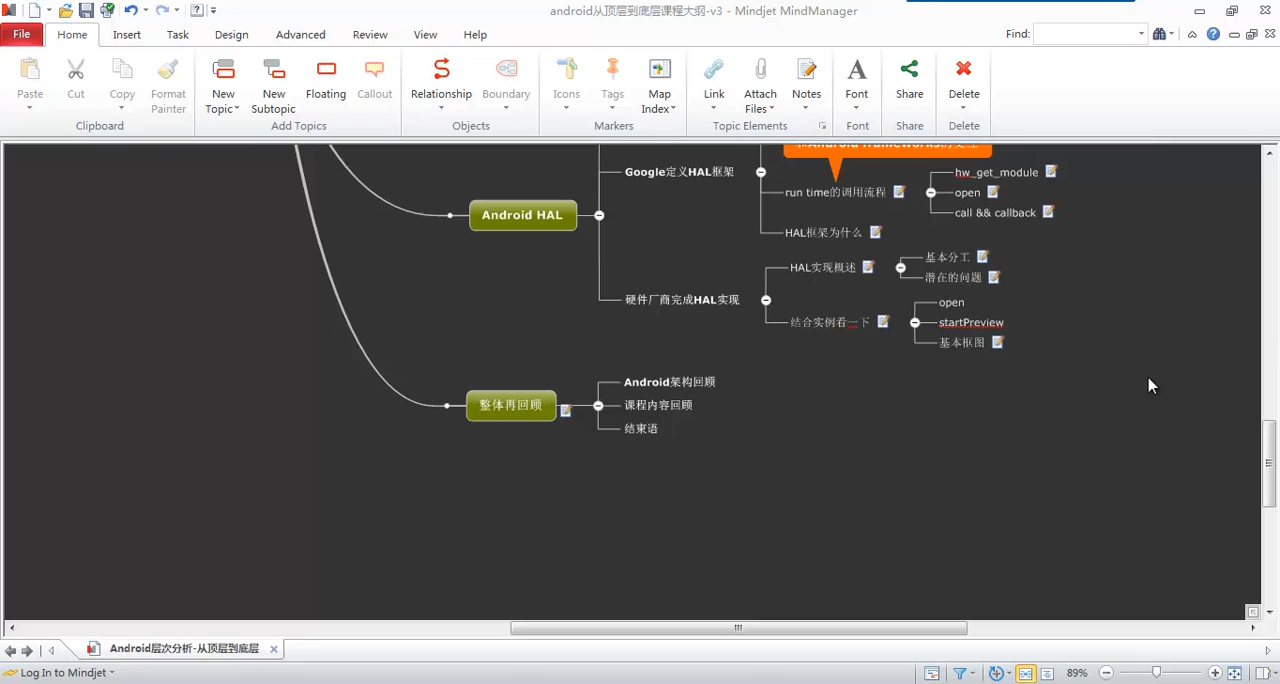 android从顶层到底层课程大纲-v3 - Mindjet MindManager
File Home Insert Task Design Advanced Review View Help Find:
Paste Cut Copy Format Painter New Topic New Subtopic Floating Callout Relationship Boundary Icons Tags Map Index Link Attach Files Notes Font Share Delete
Clipboard Add Topics Objects Markers Topic Elements Font Share Delete
Google定义HAL框架
hw_get_module
run time的调用流程
open
call && callback
Android HAL
HAL框架为什么
基本分工
HAL实现概述
潜在的问题
硬件厂商完成HAL实现
open
结合实例看一下
startPreview
基本框图
Android架构回顾
整体再回顾
课程内容回顾
结束语
Android层次分析-从顶层到底层
Log In to Mindjet
89%